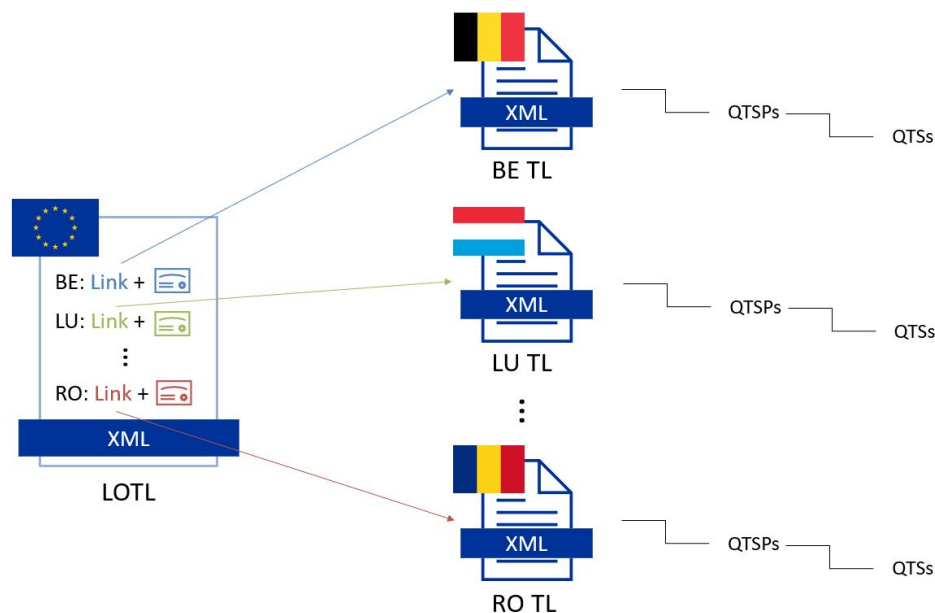 XML
BE TL
QTSPs
QTSs
BE: Link +
LU: Link +
⋮
RO: Link +
XML
LOTL
XML
LU TL
QTSPs
QTSs
⋮
XML
RO TL
QTSPs
QTSs